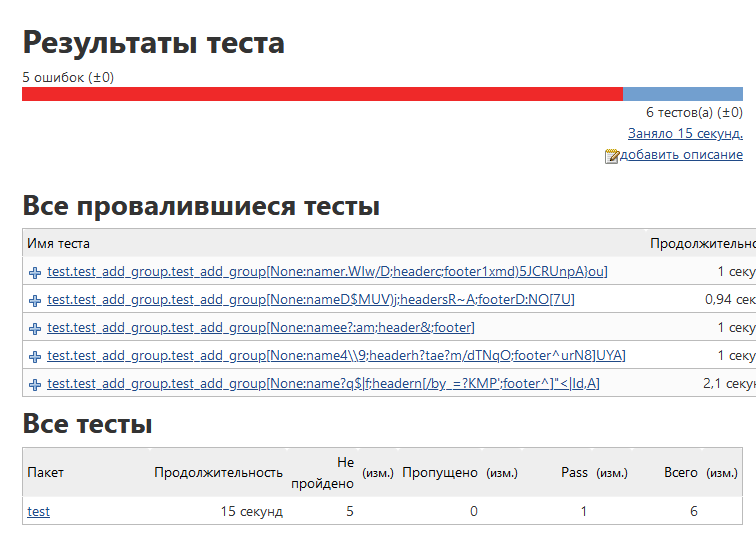 Результаты теста
5 ошибок (±0)
6 тестов(а) (±0)
Заняло 15 секунд.
добавить описание
Все провалившиеся тесты
Имя теста Продолжительно
test.test_add_group.test_add_group[None:namer.WIw/D;headerc;footer1xmd)5JCRUnpA}ou] 1 секу
test.test_add_group.test_add_group[None:nameD$MUV)j;headersR~A;footerD:NO[7U] 0,94 сек
test.test_add_group.test_add_group[None:namee?:am;header&;footer] 1 секу
test.test_add_group.test_add_group[None:name4\\9;headerh?tae?m/dTNqO;footer^urN8]UYA] 1 секу
test.test_add_group.test_add_group[None:name?q$|f;headern[/by_=?KMP';footer^]"<|Id,A] 2,1 секу
Все тесты
Пакет Продолжительность Не пройдено (изм.) Пропущено (изм.) Pass (изм.) Всего (изм.)
test 15 секунд 5 0 1 6